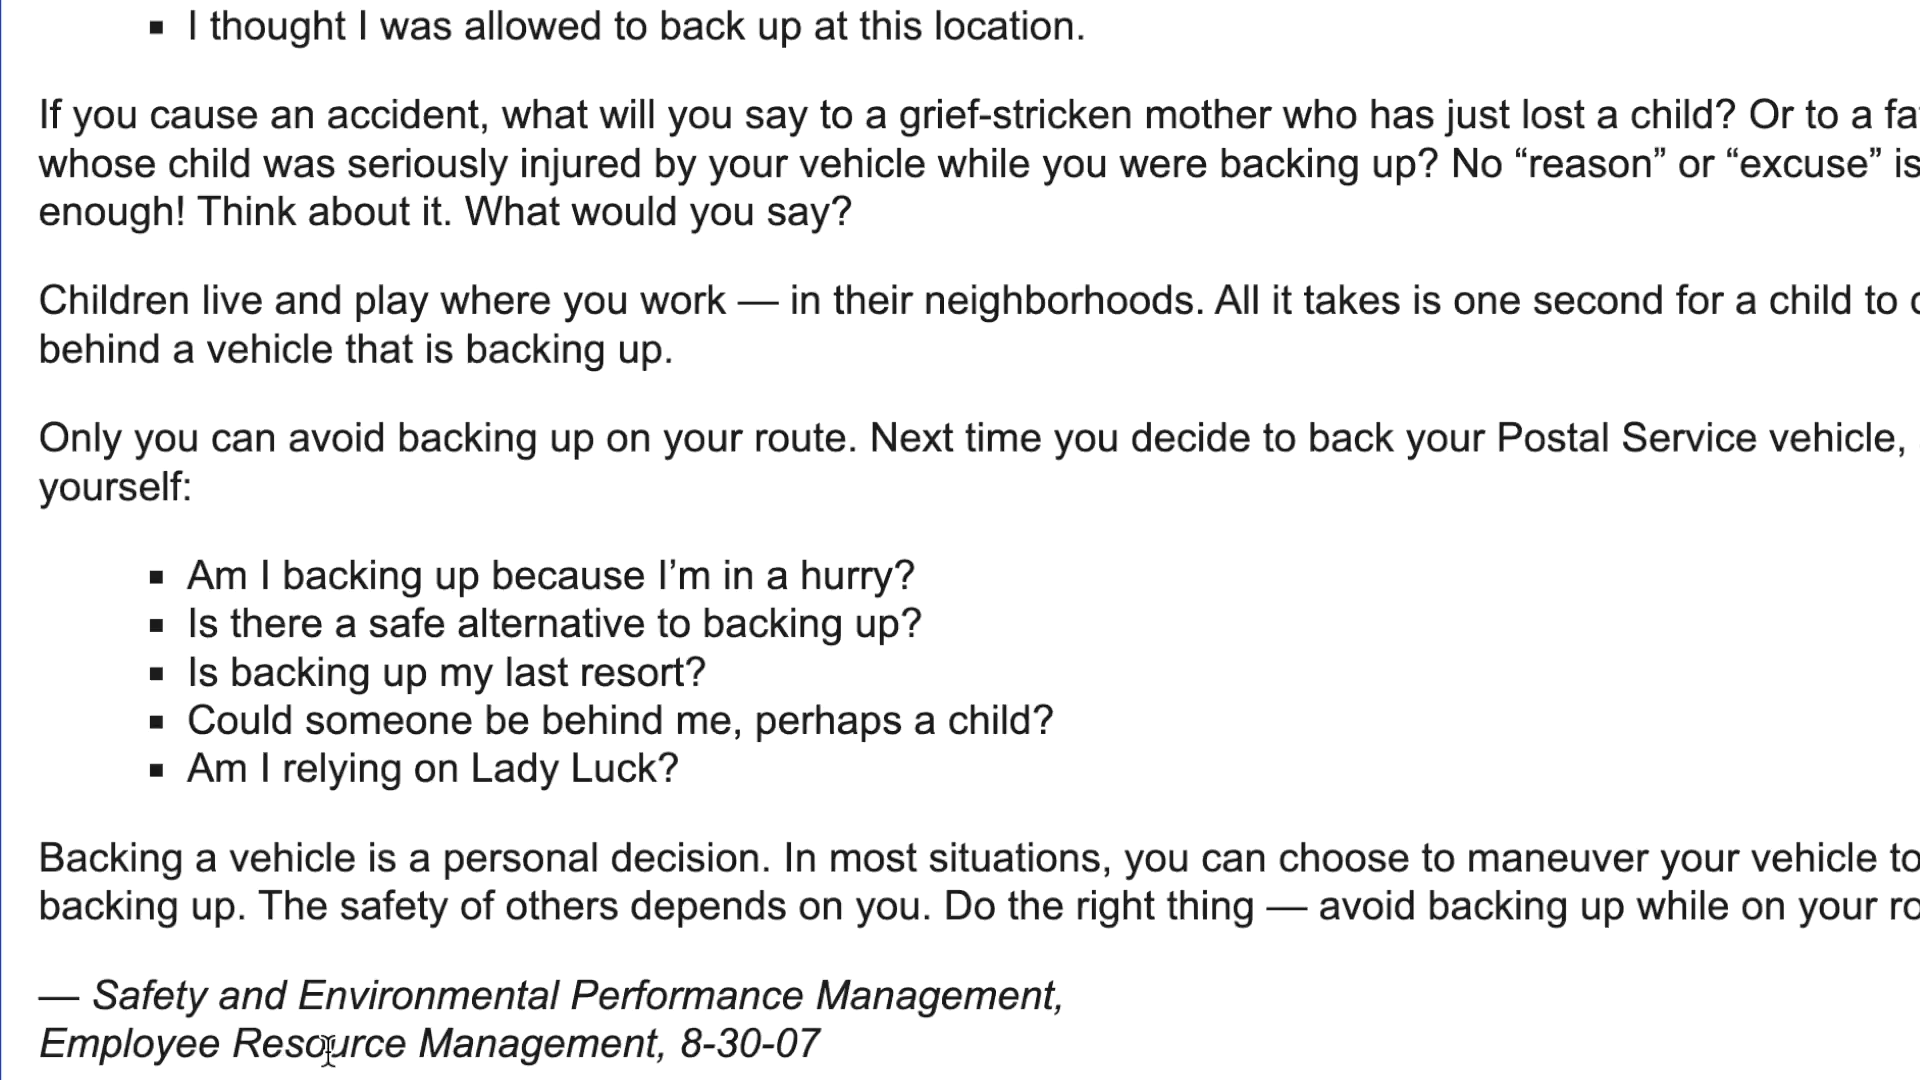 ▪ I thought I was allowed to back up at this location.
If you cause an accident, what will you say to a grief-stricken mother who has just lost a child? Or to a
whose child was seriously injured by your vehicle while you were backing up? No “reason” or “excuse” is
enough! Think about it. What would you say?
Children live and play where you work — in their neighborhoods. All it takes is one second for a child to
behind a vehicle that is backing up.
Only you can avoid backing up on your route. Next time you decide to back your Postal Service vehicle,
yourself:
▪ Am I backing up because I’m in a hurry?
▪ Is there a safe alternative to backing up?
▪ Is backing up my last resort?
▪ Could someone be behind me, perhaps a child?
▪ Am I relying on Lady Luck?
Backing a vehicle is a personal decision. In most situations, you can choose to maneuver your vehicle to
backing up. The safety of others depends on you. Do the right thing — avoid backing up while on your
— Safety and Environmental Performance Management,
Employee Resource Management, 8-30-07